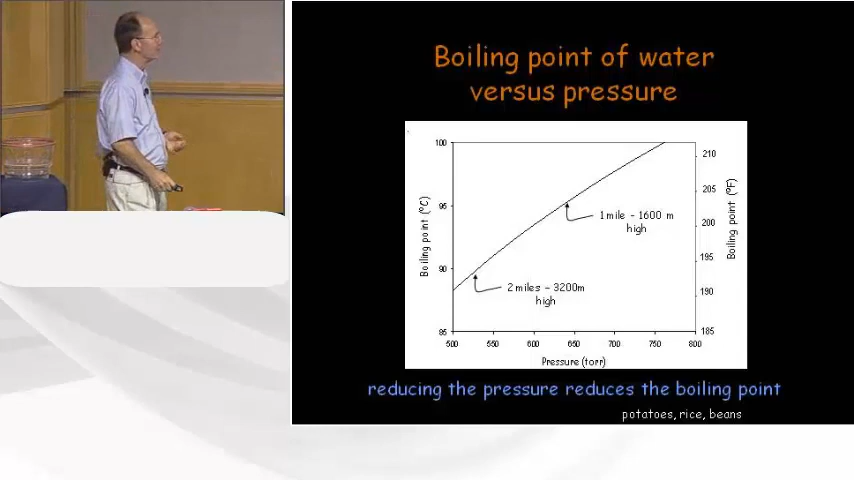 Boiling point of water
versus pressure
100
95
90
85
Boiling point (°C)
210
205
200
195
190
185
Boiling point (°F)
1 mile - 1600 m
high
2 miles - 3200m
high
500 550 600 650 700 750 800
Pressure (torr)
reducing the pressure reduces the boiling point
potatoes, rice, beans